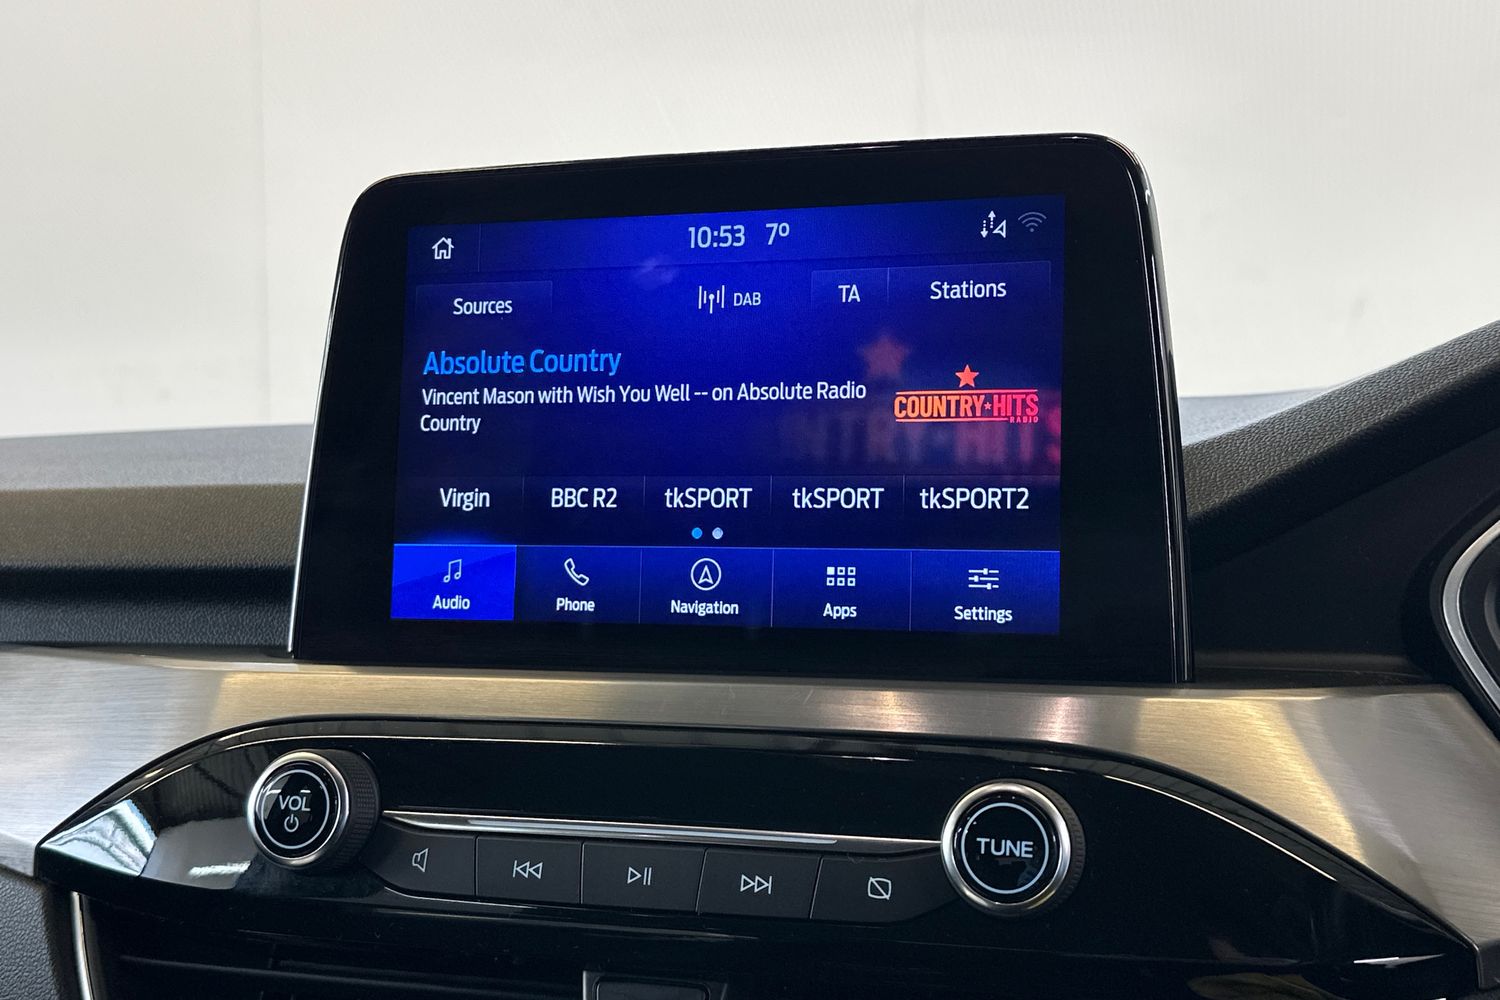 10:53 7º
Sources
DAB
TA
Stations
Absolute Country
Vincent Mason with Wish You Well -- on Absolute Radio
Country
COUNTRY★HITS
RADIO
Virgin
BBC R2
tkSPORT
tkSPORT
tkSPORT2
Audio
Phone
Navigation
Apps
Settings
VOL
TUNE